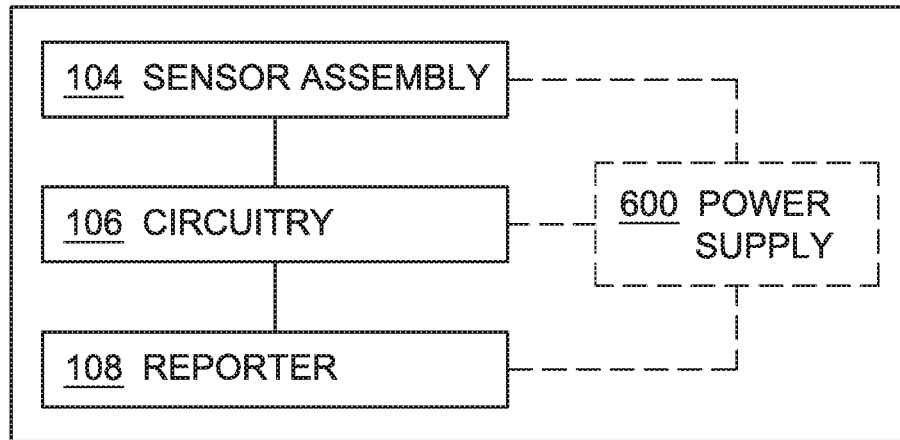 104 SENSOR ASSEMBLY
106 CIRCUITRY
600 POWER
SUPPLY
108 REPORTER